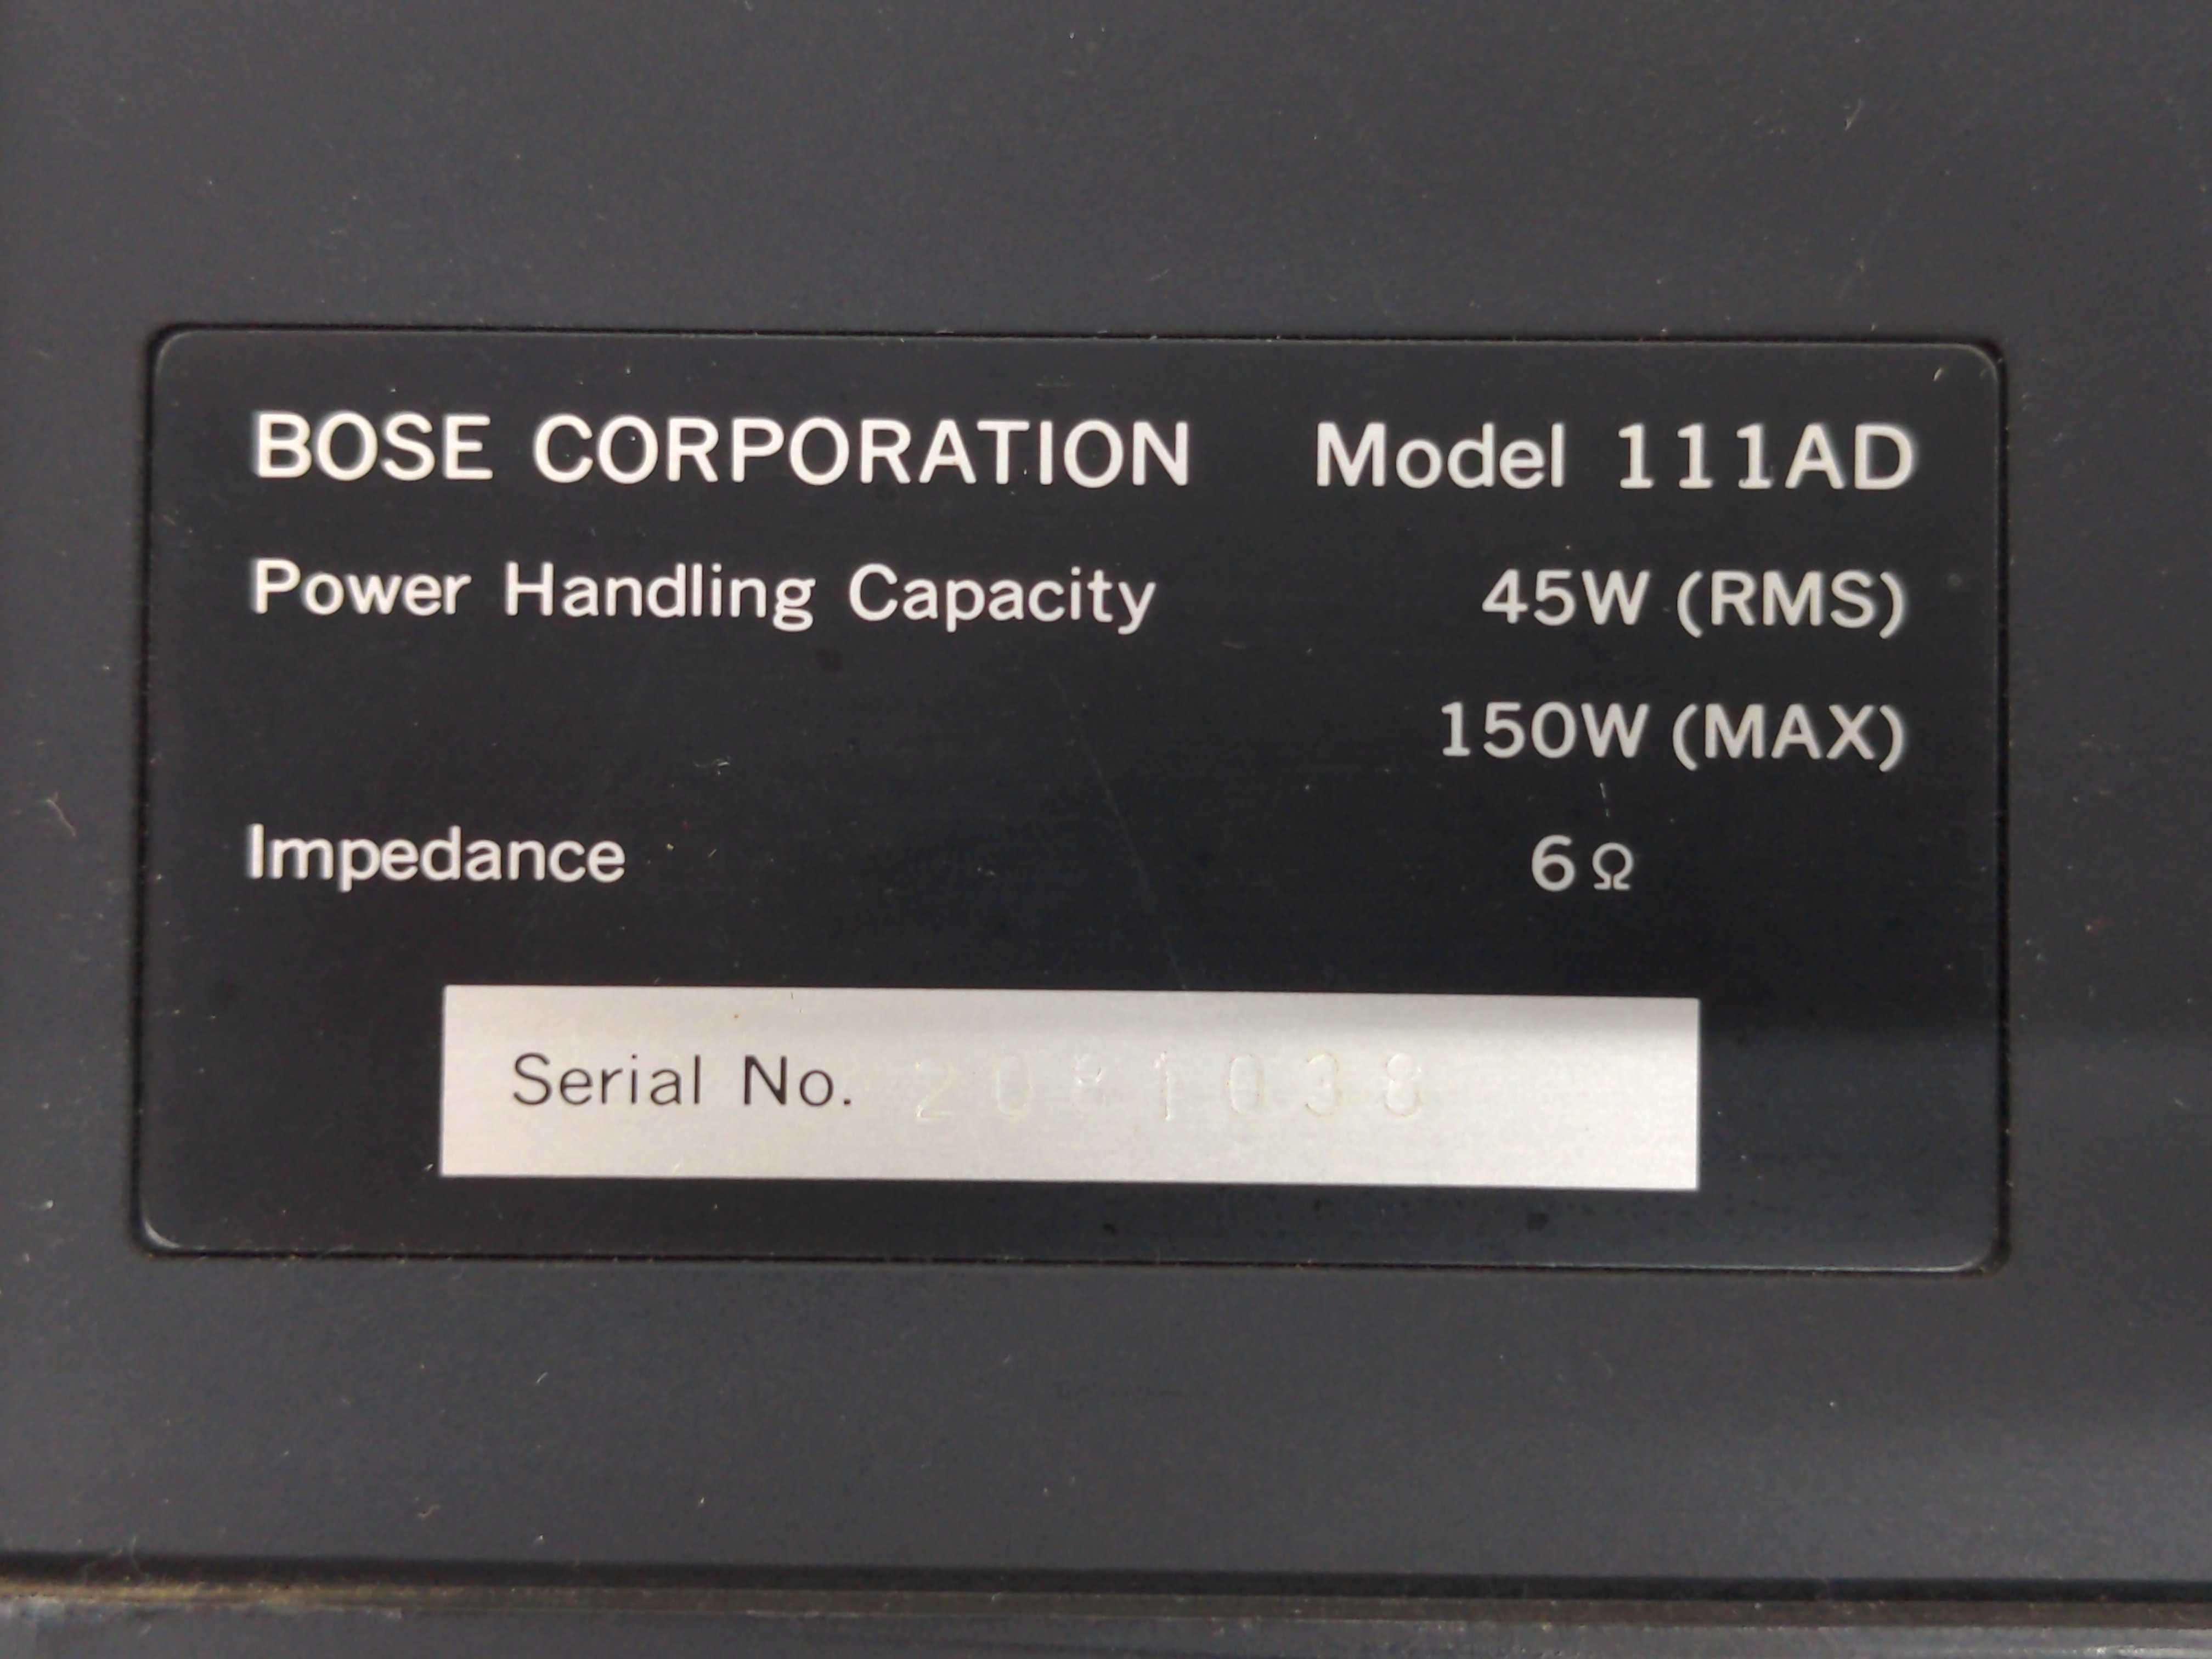 BOSE CORPORATION Model 111AD
Power Handling Capacity 45W (RMS)
150W (MAX)
Impedance 6Ω
Serial No. 2081038